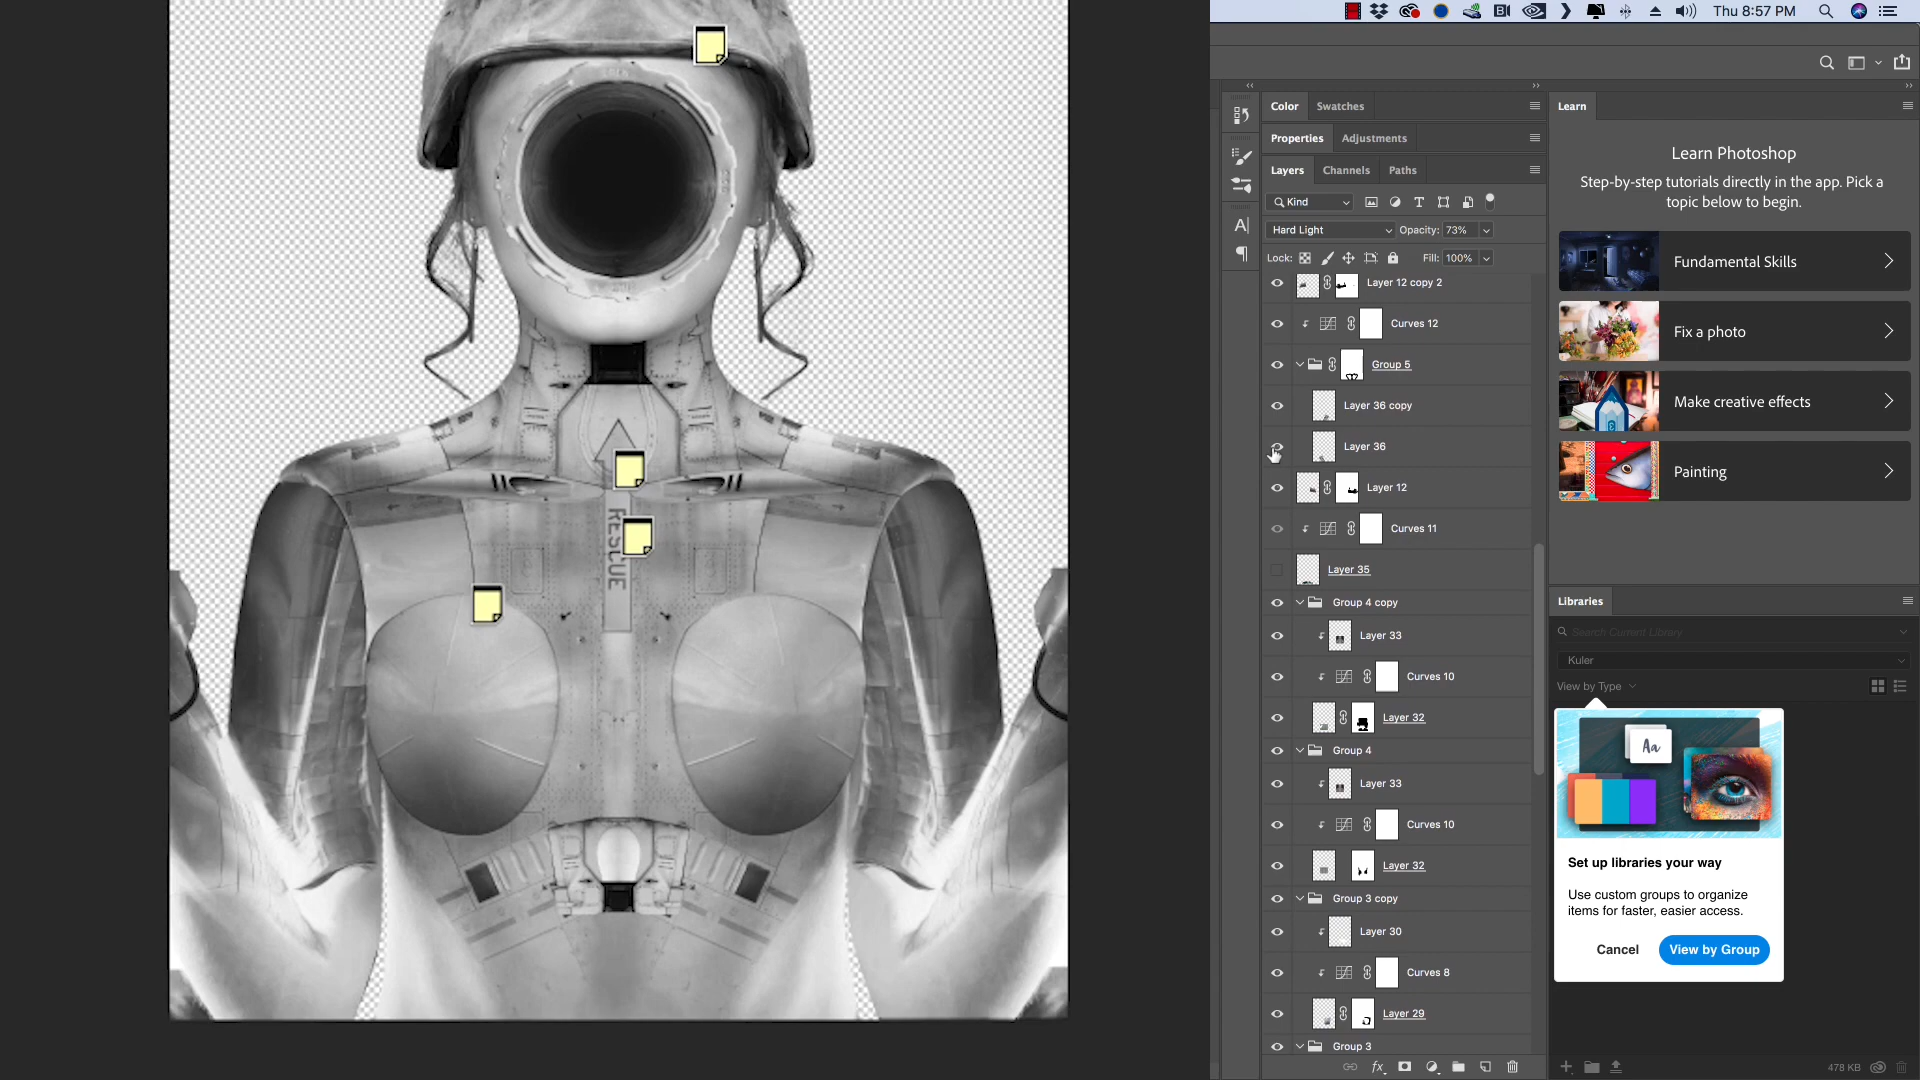 Thu 8:57 PM
Color
Swatches
Learn
Properties
Adjustments
Learn Photoshop
Step-by-step tutorials directly in the app. Pick a
topic below to begin.
Layers
Channels
Paths
Kind
Hard Light
Opacity: 73%
Lock:
Fill: 100%
Fundamental Skills
Fix a photo
Make creative effects
Painting
Layer 12 copy 2
Curves 12
Group 5
Layer 36 copy
Layer 36
Layer 12
Curves 11
Layer 35
Group 4 copy
Layer 33
Curves 10
Layer 32
Group 4
Layer 33
Curves 10
Layer 32
Group 3 copy
Layer 30
Curves 8
Layer 29
Group 3
fx
Libraries
Search Current Library
Kuler
View by Type
Aa
Set up libraries your way
Use custom groups to organize
items for faster, easier access.
Cancel
View by Group
478 KB
RESCUE